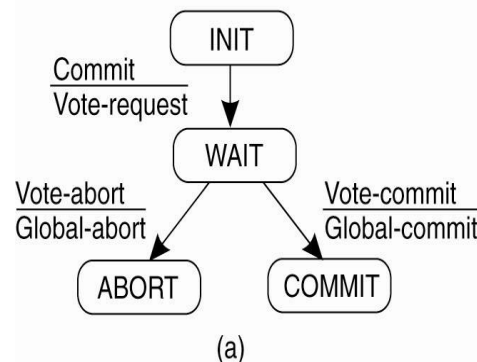 INIT
Commit
Vote-request
WAIT
Vote-abort
Global-abort
Vote-commit
Global-commit
ABORT
COMMIT
(a)